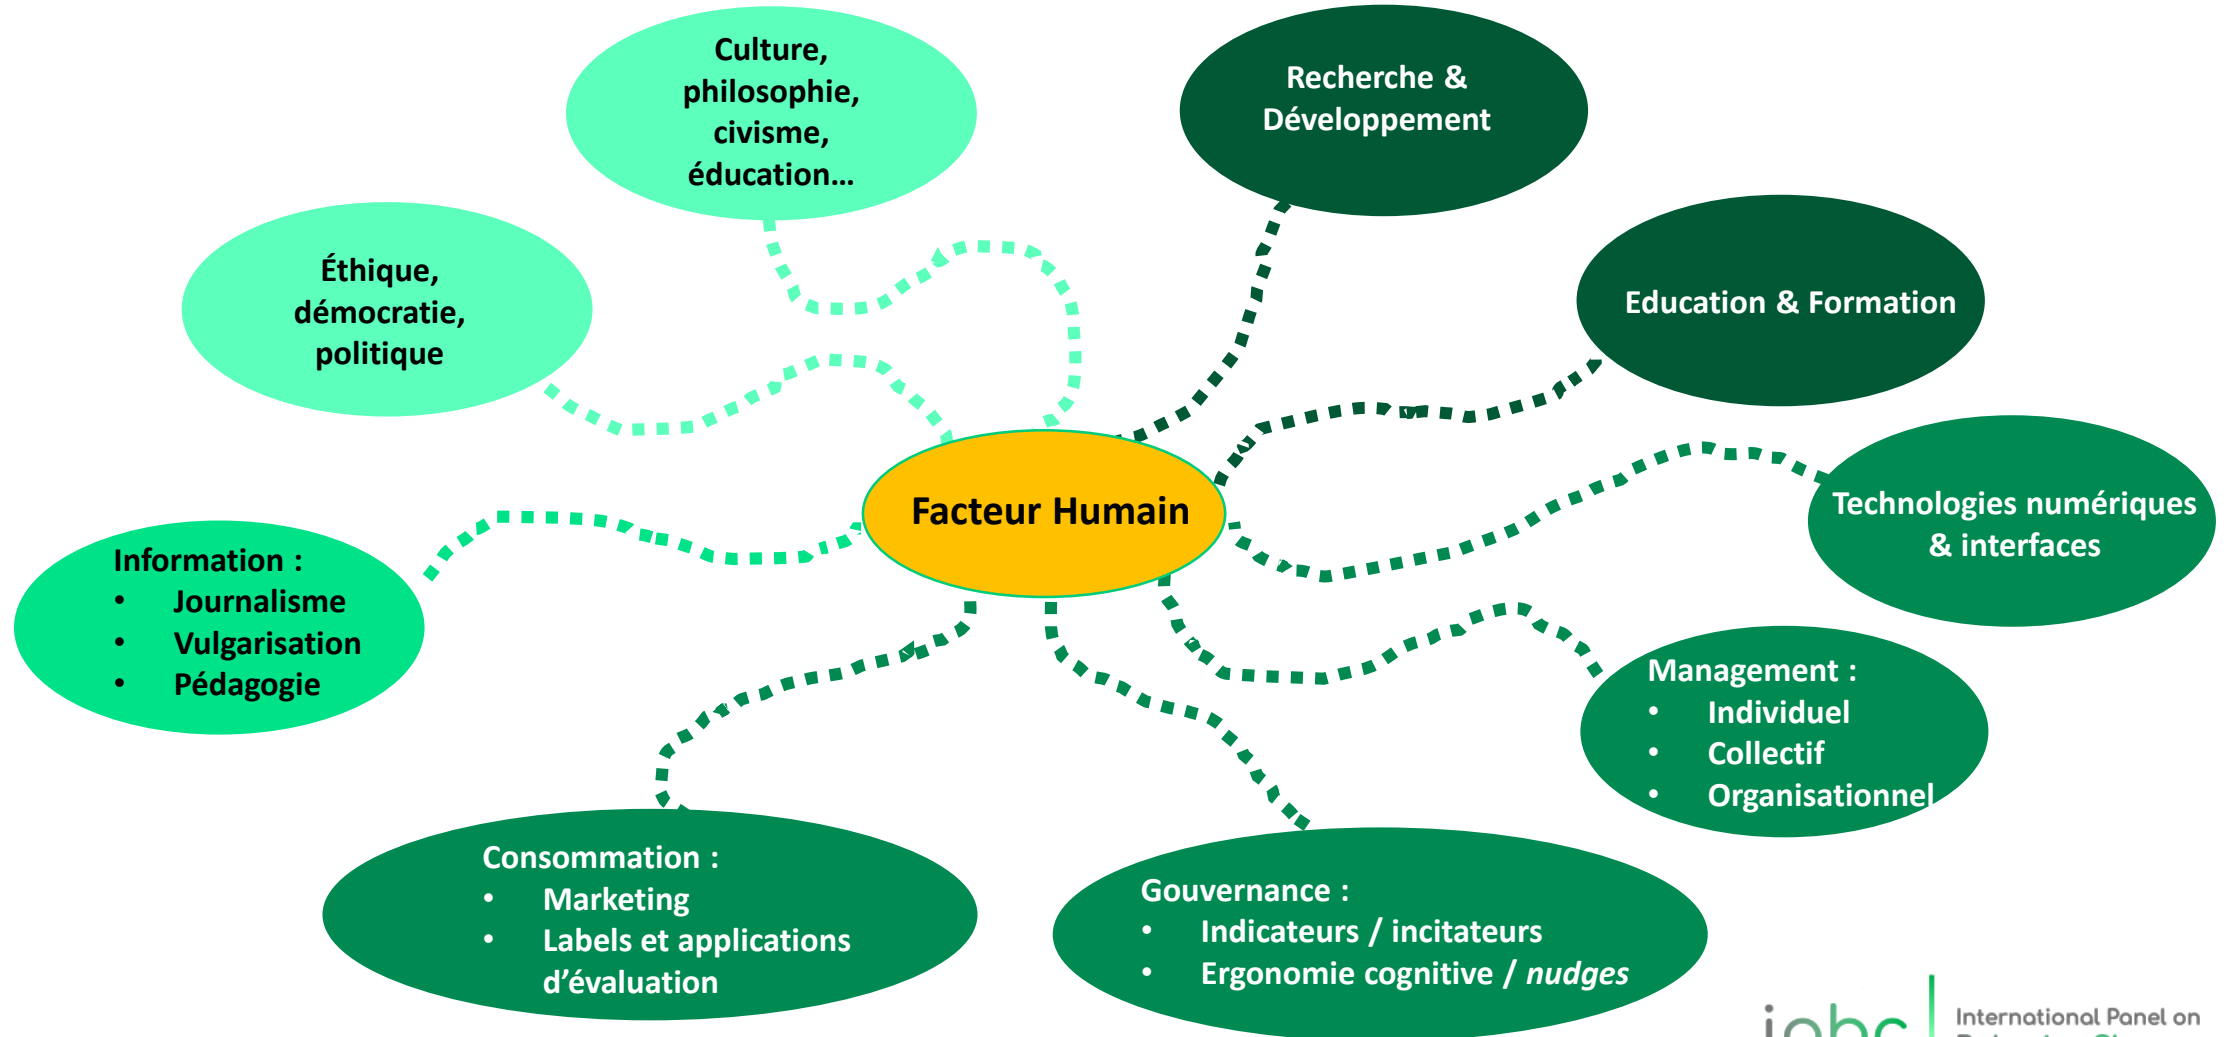 Culture,
philosophie,
civisme,
éducation…
Recherche &
Développement
Éthique,
démocratie,
politique
Education & Formation
Facteur Humain
Technologies numériques
& interfaces
Information :
• Journalisme
• Vulgarisation
• Pédagogie
Management :
• Individuel
• Collectif
• Organisationnel
Consommation :
• Marketing
• Labels et applications
d’évaluation
Gouvernance :
• Indicateurs / incitateurs
• Ergonomie cognitive / nudges
International Panel on